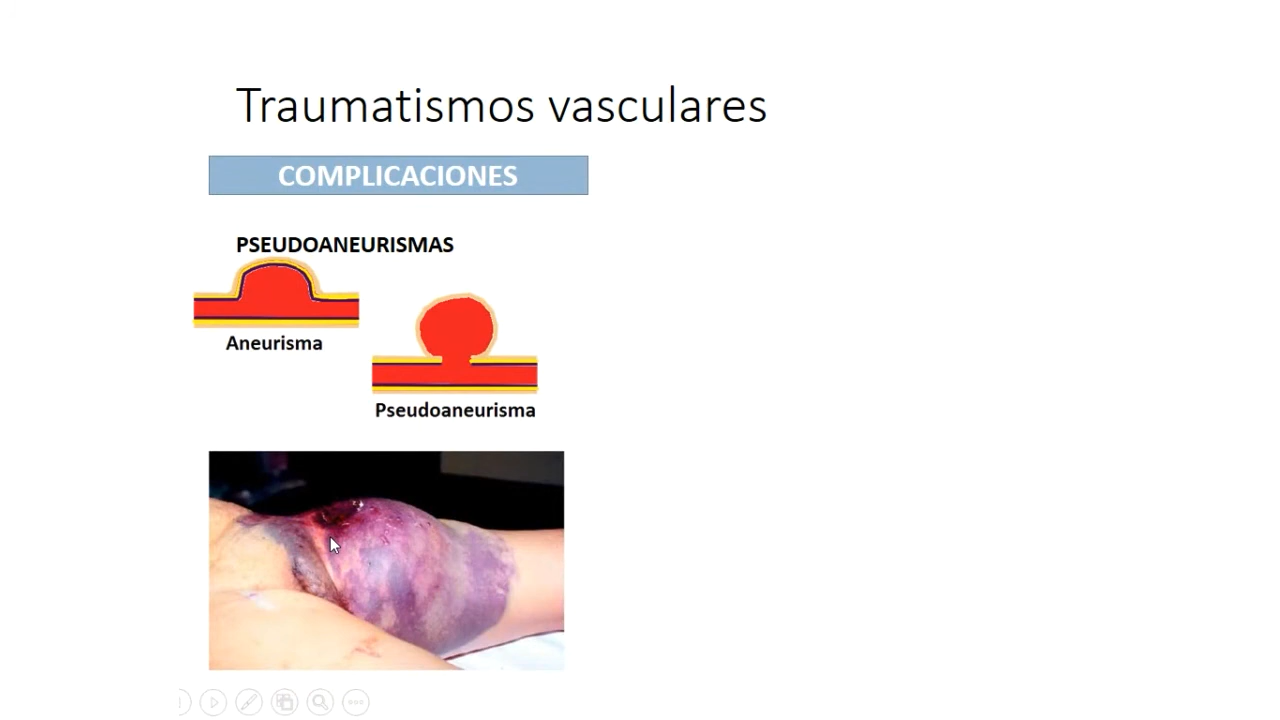 Traumatismos vasculares
COMPLICACIONES
PSEUDOANEURISMAS
Aneurisma
Pseudoaneurisma